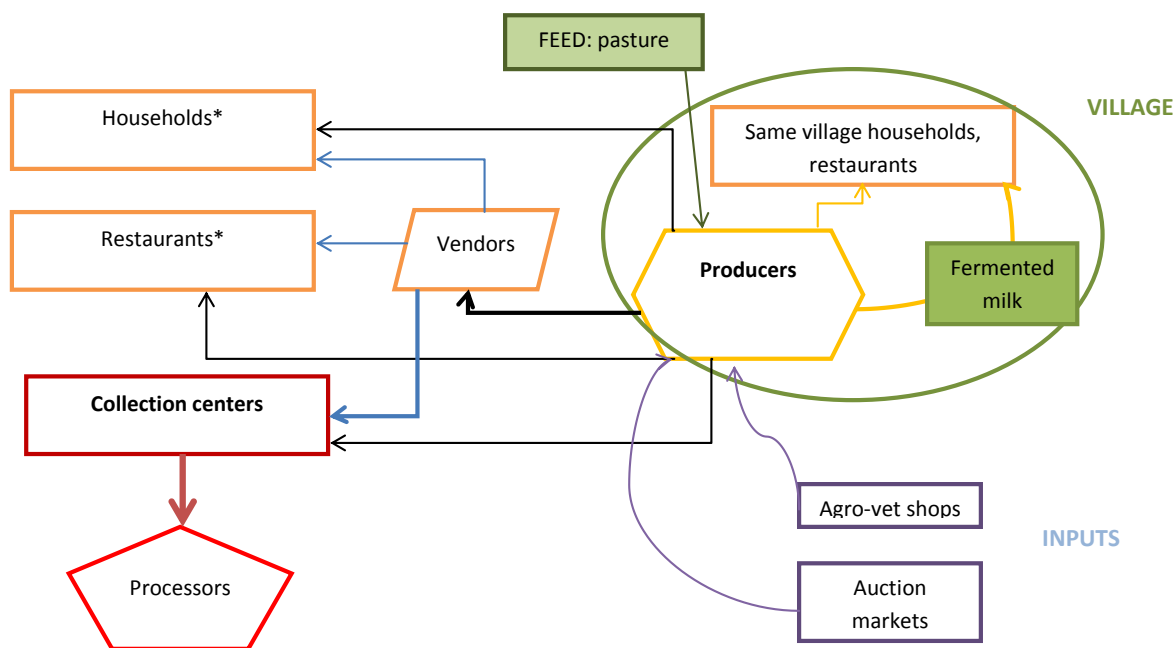 FEED: pasture
VILLAGE
Households*
Same village households,
restaurants
Restaurants*
Vendors
Producers
Fermented
milk
Collection centers
Agro-vet shops
INPUTS
Processors
Auction
markets